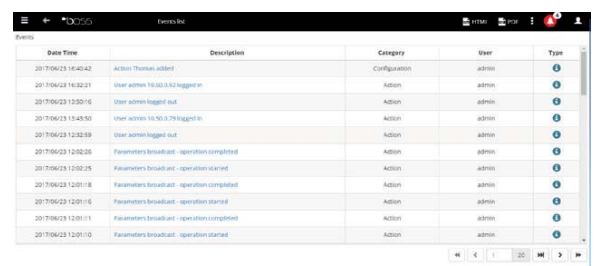 boss Events list HTML PDF 4
Events
Date Time Description Category User Type
2017/06/23 16:40:42 Action Thomas added Configuration admin
2017/06/23 16:32:21 User admin 10.50.0.92 logged in Action admin
2017/06/23 13:50:16 User admin logged out Action admin
2017/06/23 13:43:50 User admin 10.50.0.79 logged in Action admin
2017/06/23 12:32:59 User admin logged out Action admin
2017/06/23 12:02:26 Parameters broadcast - operation completed Action admin
2017/06/23 12:02:25 Parameters broadcast - operation started Action admin
2017/06/23 12:01:18 Parameters broadcast - operation completed Action admin
2017/06/23 12:01:16 Parameters broadcast - operation started Action admin
2017/06/23 12:01:11 Parameters broadcast - operation completed Action admin
2017/06/23 12:01:10 Parameters broadcast - operation started Action admin
1 20